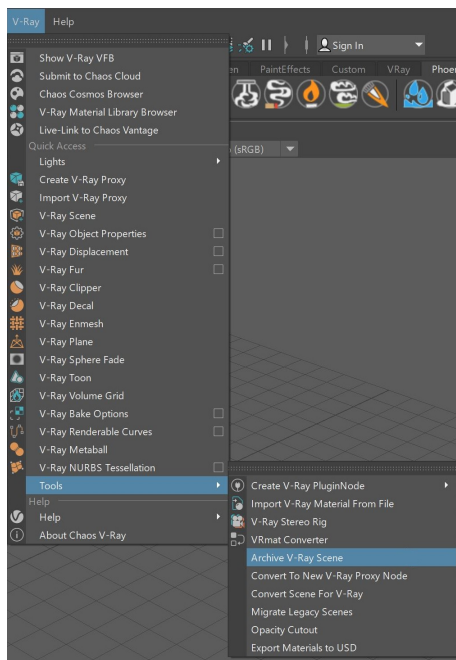 V-Ray Help
Sign In
en PaintEffects Custom VRay Phoe
Show V-Ray VFB
Submit to Chaos Cloud
Chaos Cosmos Browser
V-Ray Material Library Browser
Live-Link to Chaos Vantage
Quick Access
(sRGB)
Lights
Create V-Ray Proxy
Import V-Ray Proxy
V-Ray Scene
V-Ray Object Properties
V-Ray Displacement
V-Ray Fur
V-Ray Clipper
V-Ray Decal
V-Ray Enmesh
V-Ray Plane
V-Ray Sphere Fade
V-Ray Toon
V-Ray Volume Grid
V-Ray Bake Options
V-Ray Renderable Curves
V-Ray Metaball
V-Ray NURBS Tessellation
Tools
Help
Help
About Chaos V-Ray
Create V-Ray PluginNode
Import V-Ray Material From File
V-Ray Stereo Rig
VRmat Converter
Archive V-Ray Scene
Convert To New V-Ray Proxy Node
Convert Scene For V-Ray
Migrate Legacy Scenes
Opacity Cutout
Export Materials to USD